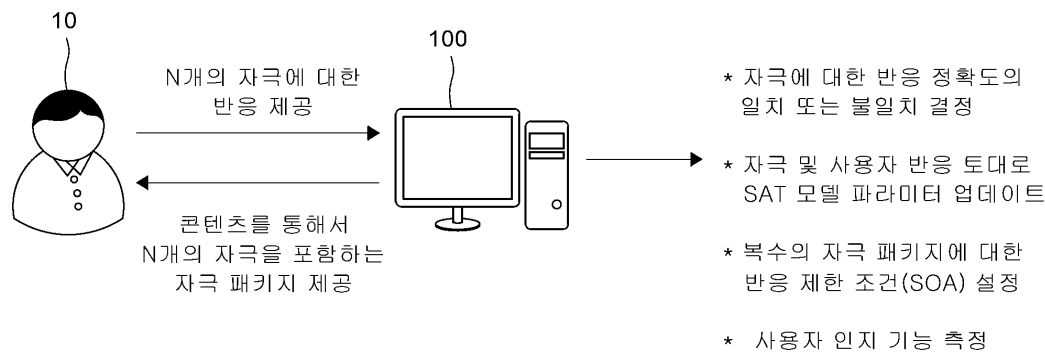 10
100
N개의 자극에 대한
반응 제공
콘텐츠를 통해서
N개의 자극을 포함하는
자극 패키지 제공
* 자극에 대한 반응 정확도의
일치 또는 불일치 결정
* 자극 및 사용자 반응 토대로
SAT 모델 파라미터 업데이트
* 복수의 자극 패키지에 대한
반응 제한 조건(SOA) 설정
* 사용자 인지 기능 측정